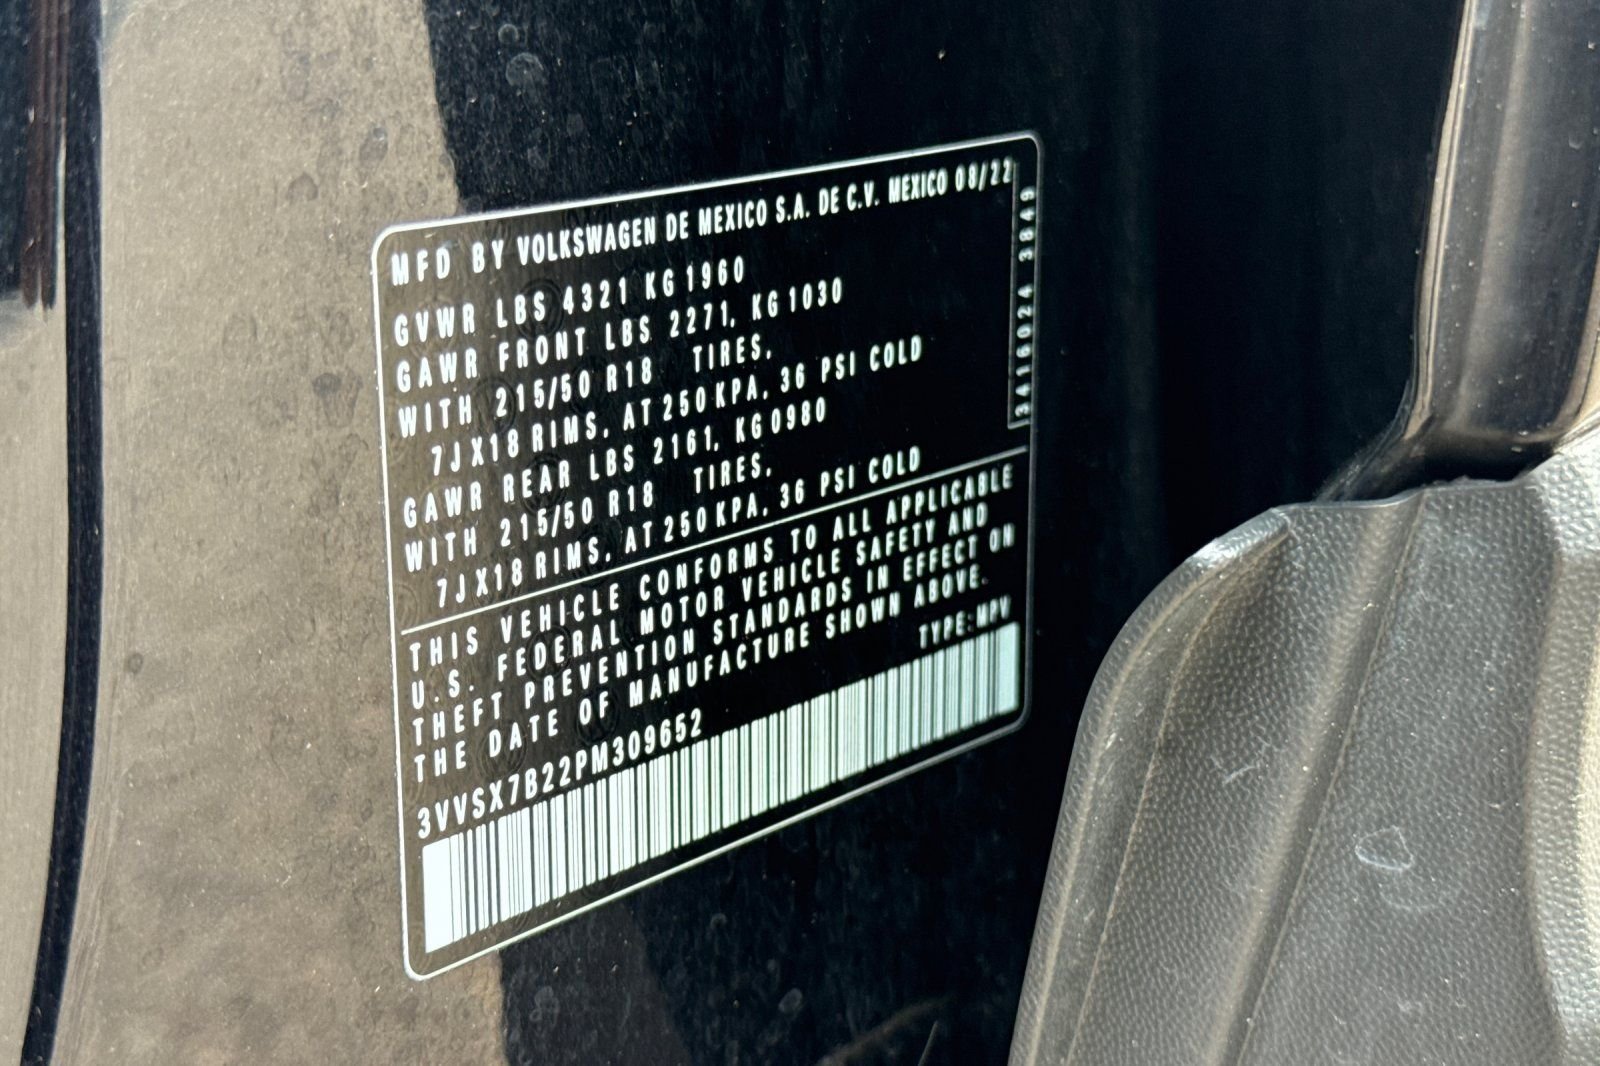 MFD BY VOLKSWAGEN DE MEXICO S.A. DE C.V. MEXICO 08/22
GVWR LBS 4321 KG 1960
GAWR FRONT LBS 2271, KG 1030
WITH 215/50 R18 TIRES,
7JX18 RIMS, AT 250KPA, 36 PSI COLD
GAWR REAR LBS 2161, KG 0980
WITH 215/50 R18 TIRES,
7JX18 RIMS, AT 250KPA, 36 PSI COLD
3416024 3849
THIS VEHICLE CONFORMS TO ALL APPLICABLE
U.S. FEDERAL MOTOR VEHICLE SAFETY AND
THEFT PREVENTION STANDARDS IN EFFECT ON
THE DATE OF MANUFACTURE SHOWN ABOVE.
TYPE: MPV
3VVSX7B22PM309652